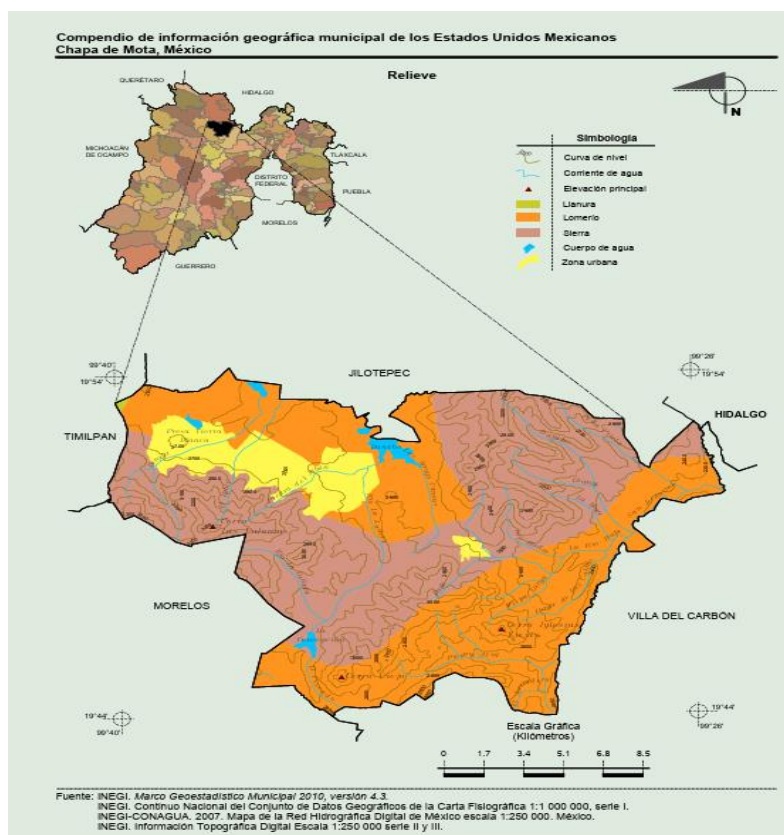 Compendio de información geográfica municipal de los Estados Unidos Mexicanos
Chapa de Mota, México
Relieve
QUERÉTARO
HIDALGO
MICHOACÁN
DE OCAMPO
TLAXCALA
DISTRITO
FEDERAL
PUEBLA
MORELOS
GUERRERO
N
Simbología
Curva de nivel
Corriente de agua
Elevación principal
Llanura
Lomerío
Sierra
Cuerpo de agua
Zona urbana
99°40'
19°54'
JILOTEPEC
99°26'
19°54'
HIDALGO
TIMILPAN
MORELOS
VILLA DEL CARBÓN
19°44'
99°40'
19°44'
99°26'
Escala Gráfica
(Kilómetros)
0 1.7 3.4 5.1 6.8 8.5
Fuente: INEGI. Marco Geoestadístico Municipal 2010, versión 4.3.
INEGI. Continuo Nacional del Conjunto de Datos Geográficos de la Carta Fisiográfica 1:1 000 000, serie I.
INEGI-CONAGUA. 2007. Mapa de la Red Hidrográfica Digital de México escala 1:250 000. México.
INEGI. Información Topográfica Digital Escala 1:250 000 serie II y III.